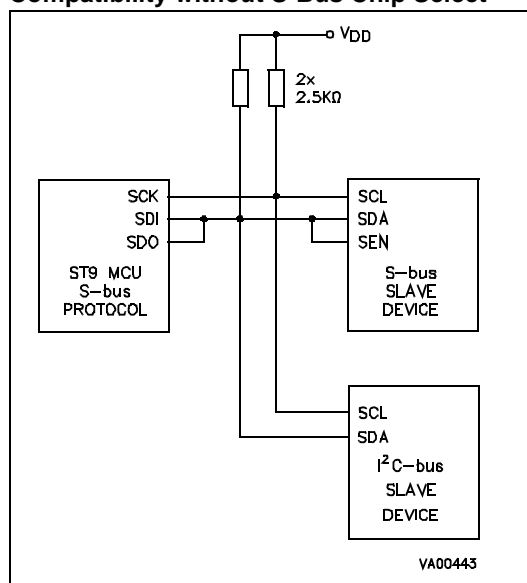 Compatibility without S-Bus Chip Select
VDD
2x
2.5KΩ
SCK
SDI
SDO
ST9 MCU
S-bus
PROTOCOL
SCL
SDA
SEN
S-bus
SLAVE
DEVICE
SCL
SDA
I²C-bus
SLAVE
DEVICE
VA00443